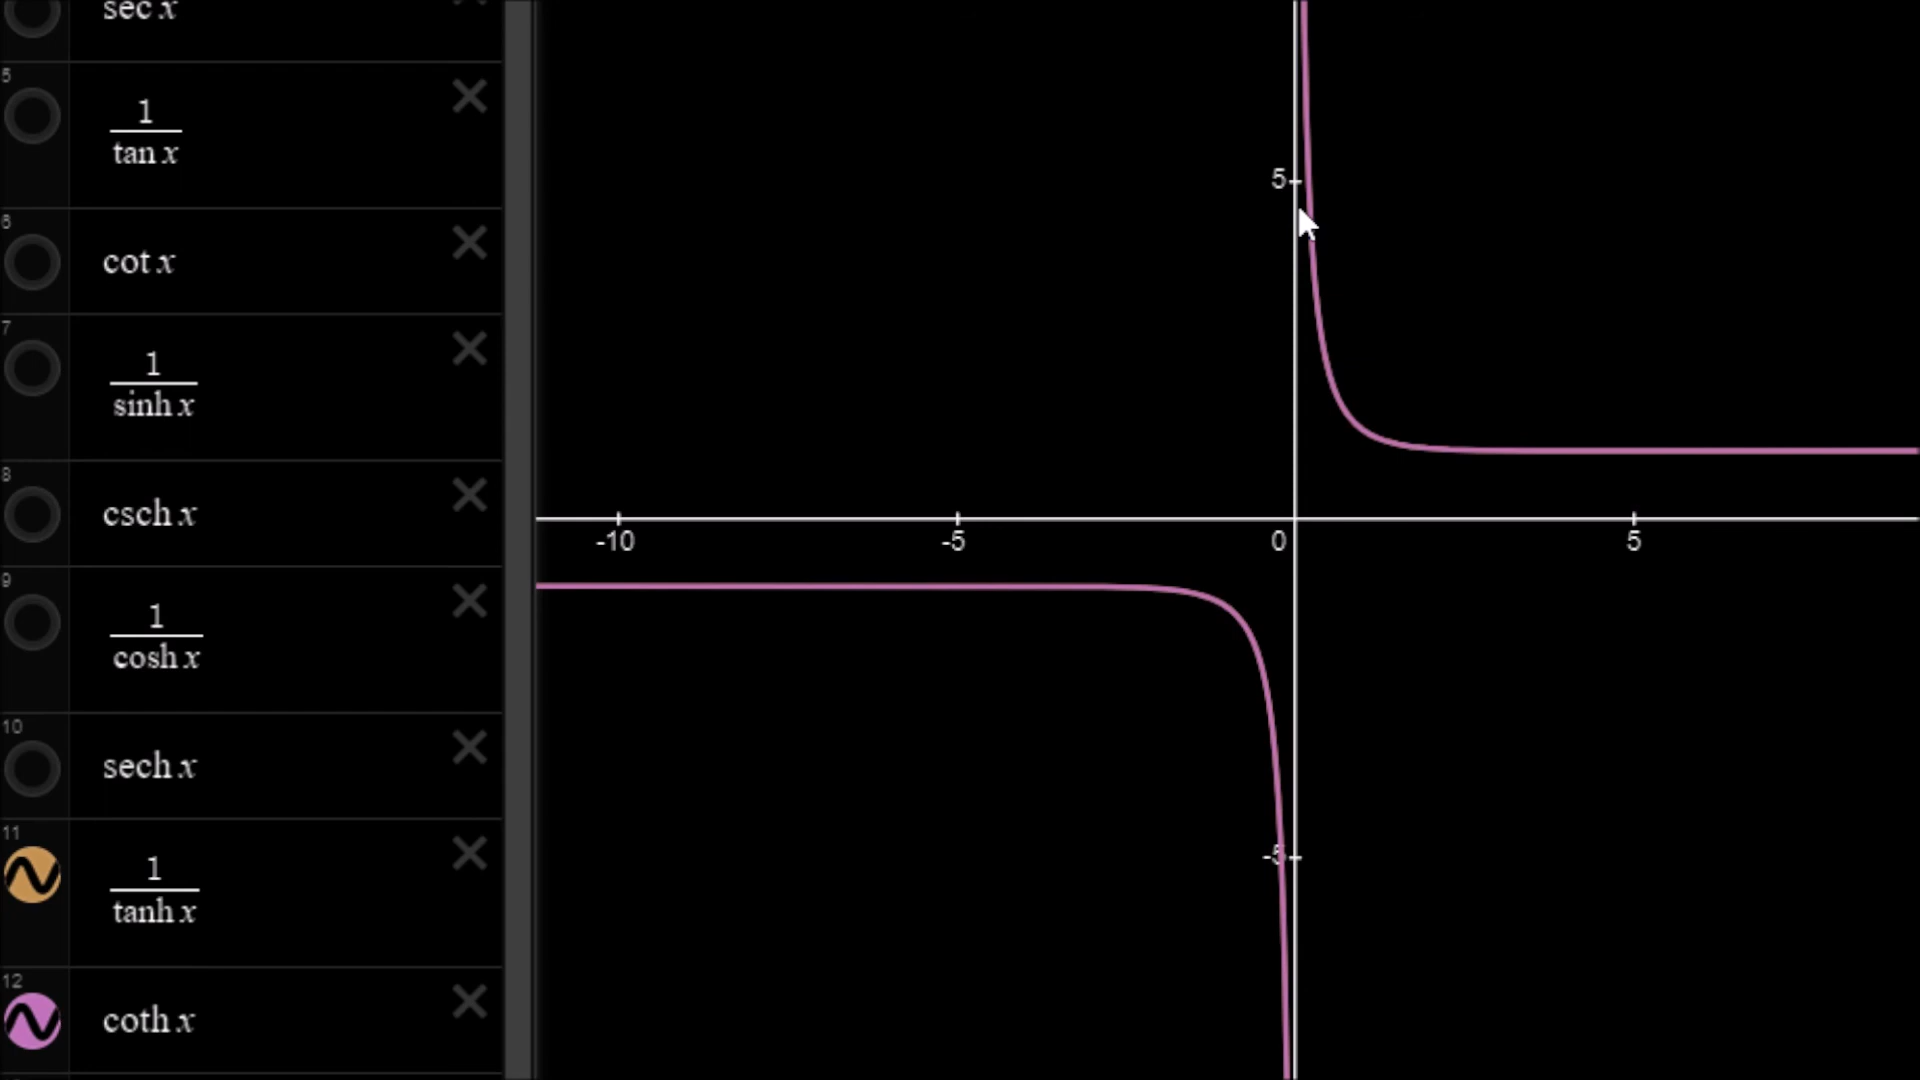 sec x
5
1
tan x
6
cot x
7
1
sinh x
8
csch x
9
1
cosh x
10
sech x
11
1
tanh x
12
coth x
5
-10 -5 0 5
-5